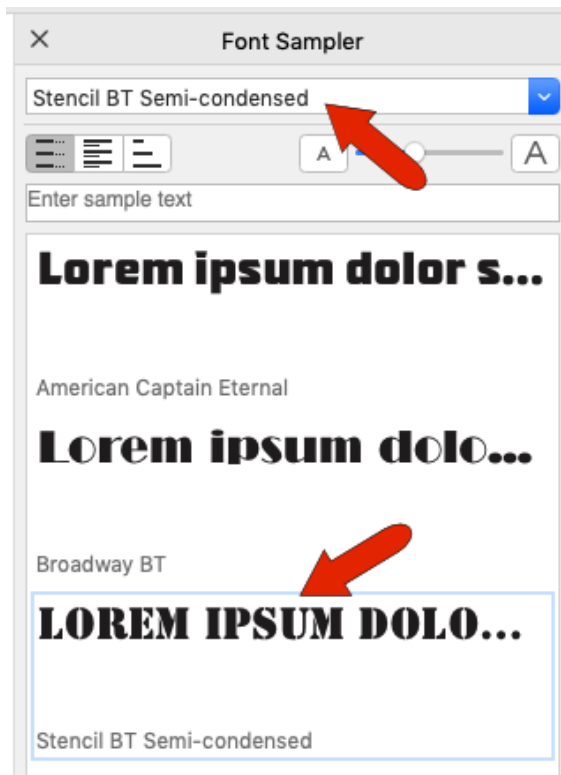 Font Sampler
Stencil BT Semi-condensed
A A
Enter sample text
Lorem ipsum dolor s...
American Captain Eternal
Lorem ipsum dolo...
Broadway BT
LOREM IPSUM DOLO...
Stencil BT Semi-condensed